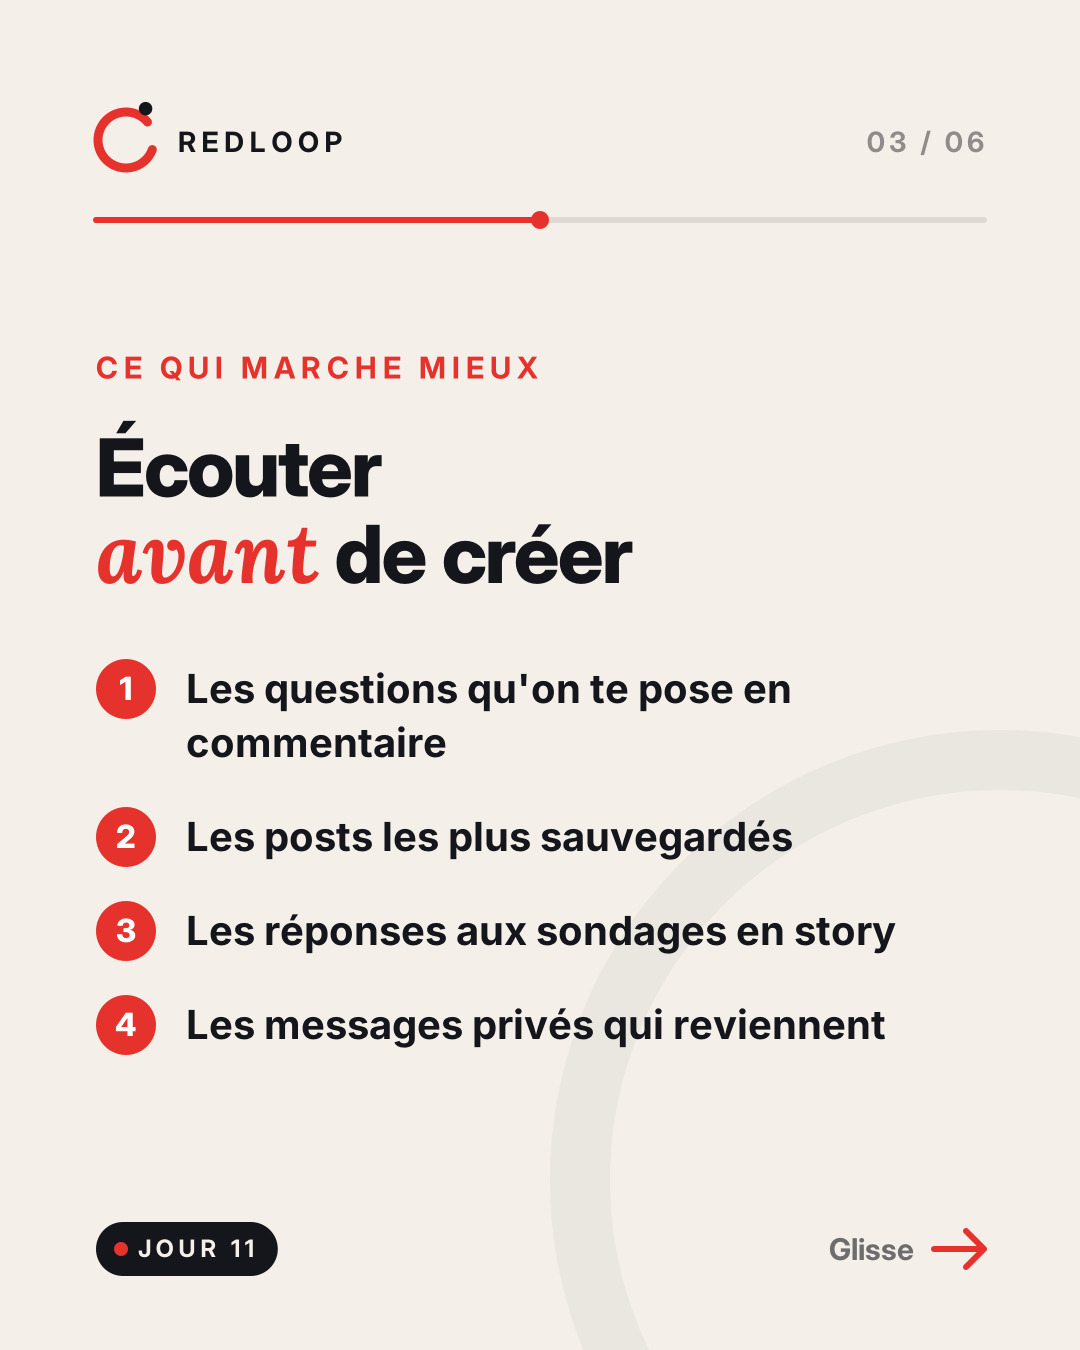 REDLOOP
03 / 06
CE QUI MARCHE MIEUX
Écouter
avant de créer
1 Les questions qu'on te pose en
commentaire
2 Les posts les plus sauvegardés
3 Les réponses aux sondages en story
4 Les messages privés qui reviennent
JOUR 11
Glisse